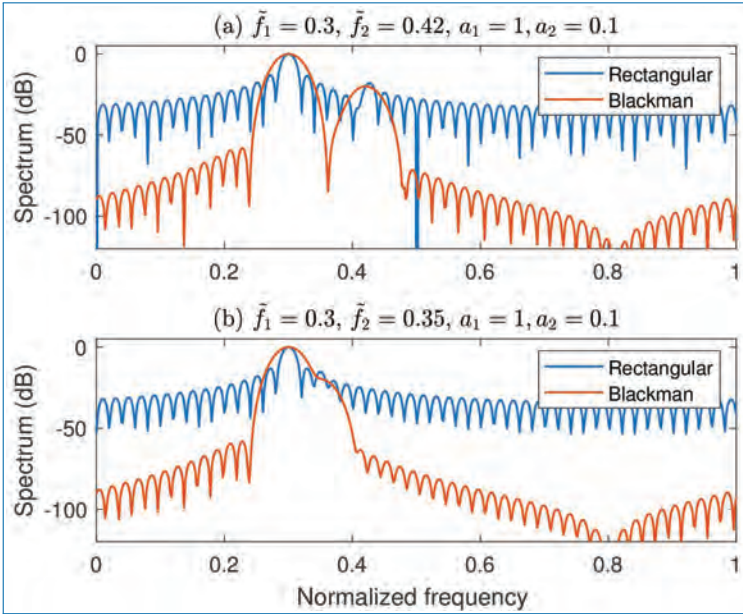 (a) f̃₁ = 0.3, f̃₂ = 0.42, a₁ = 1, a₂ = 0.1
0
-50
-100
Spectrum (dB)
Rectangular
Blackman
0 0.2 0.4 0.6 0.8 1
(b) f̃₁ = 0.3, f̃₂ = 0.35, a₁ = 1, a₂ = 0.1
0
-50
-100
Spectrum (dB)
Rectangular
Blackman
0 0.2 0.4 0.6 0.8 1
Normalized frequency